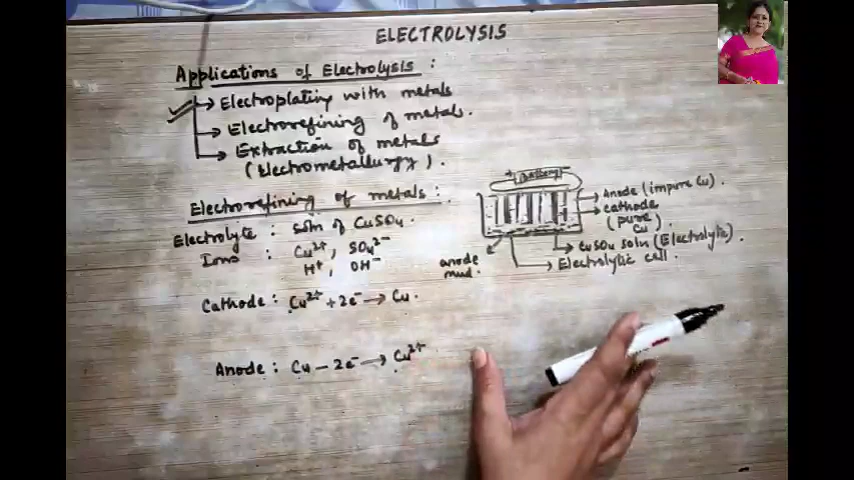 ELECTROLYSIS
Applications of Electrolysis :
Electroplating with metals
Electrorefining of metals.
Extraction of metals
(Electrometallurgy).
Electrorefining of metals :
Electrolyte : soln of CuSO₄.
Ions : Cu²⁺, SO₄²⁻
H⁺, OH⁻
Cathode : Cu²⁺ + 2e⁻ → Cu.
Anode : Cu – 2e⁻ → Cu²⁺
+ Battery -
Anode (impure Cu).
cathode
(pure Cu)
CuSO₄ soln (Electrolyte).
Electrolytic cell.
anode
mud.